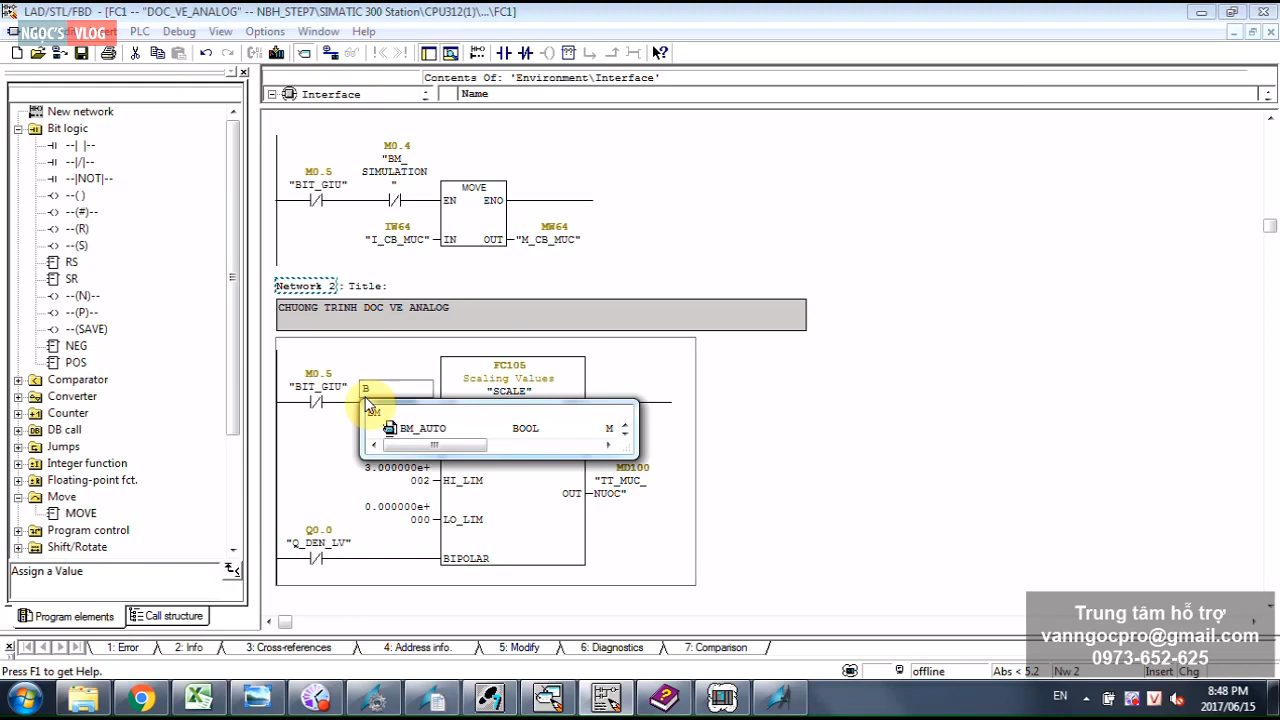 LAD/STL/FBD - [FC1 -- "DOC_VE_ANALOG" -- NBH_STEP7\SIMATIC 300 Station\CPU312(1)\...\FC1]
NGỌC'S VLOG
PLC Debug View Options Window Help
Contents Of: 'Environment\Interface'
Interface
Name
New network
Bit logic
--| |--
--|/|--
--|NOT|--
--( )
--(#)--
--(R)
--(S)
RS
SR
--(N)--
--(P)--
--(SAVE)
NEG
POS
Comparator
Converter
Counter
DB call
Jumps
Integer function
Floating-point fct.
Move
MOVE
Program control
Shift/Rotate
Assign a Value
Program elements
Call structure
M0.4
"BM_
SIMULATION
"
M0.5
"BIT_GIU"
MOVE
EN ENO
IW64
"I_CB_MUC"
IN OUT
MW64
"M_CB_MUC"
Network 2: Title:
CHUONG TRINH DOC VE ANALOG
M0.5
"BIT_GIU"
B
FC105
Scaling Values
"SCALE"
BM
BM_AUTO BOOL M
3.000000e+
002
HI_LIM
MD100
"TT_MUC_
NUOC"
OUT
0.000000e+
000
LO_LIM
Q0.0
"Q_DEN_LV"
BIPOLAR
1: Error 2: Info 3: Cross-references 4: Address info. 5: Modify 6: Diagnostics 7: Comparison
Press F1 to get Help.
offline Abs < 5.2 Nw 2 Insert Chg
Trung tâm hỗ trợ
vanngocpro@gmail.com
0973-652-625
EN
8:48 PM
2017/06/15